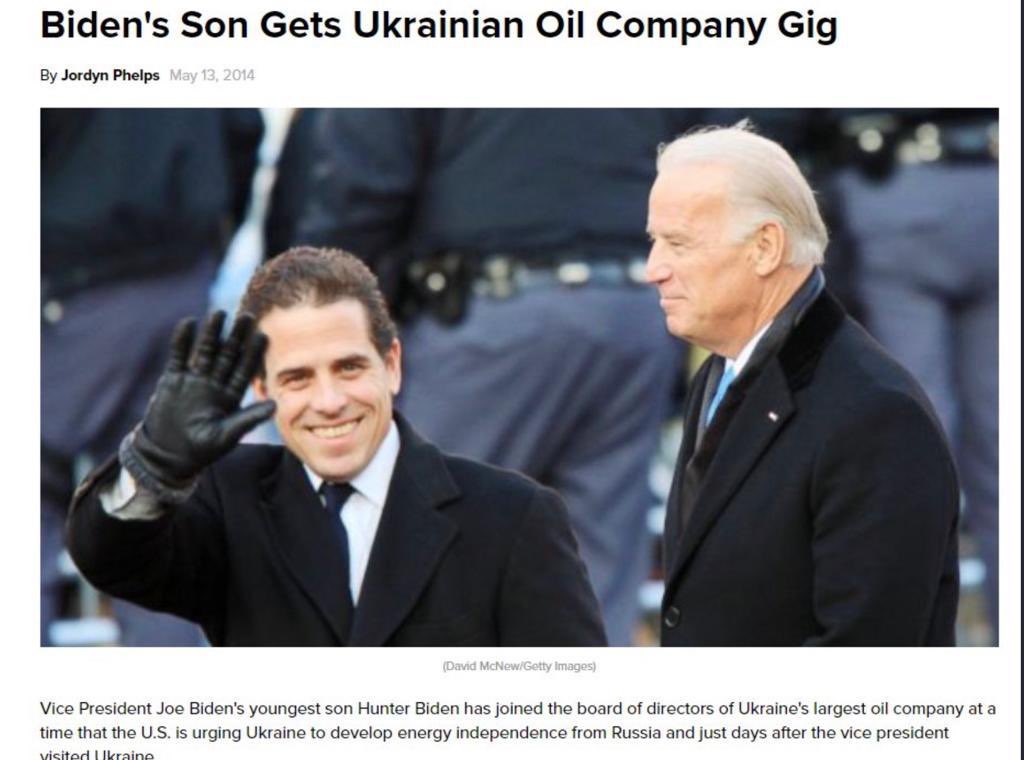 Biden's Son Gets Ukrainian Oil Company Gig
By Jordyn Phelps May 13, 2014
(David McNew/Getty Images)
Vice President Joe Biden's youngest son Hunter Biden has joined the board of directors of Ukraine's largest oil company at a
time that the U.S. is urging Ukraine to develop energy independence from Russia and just days after the vice president
visited Ukraine.